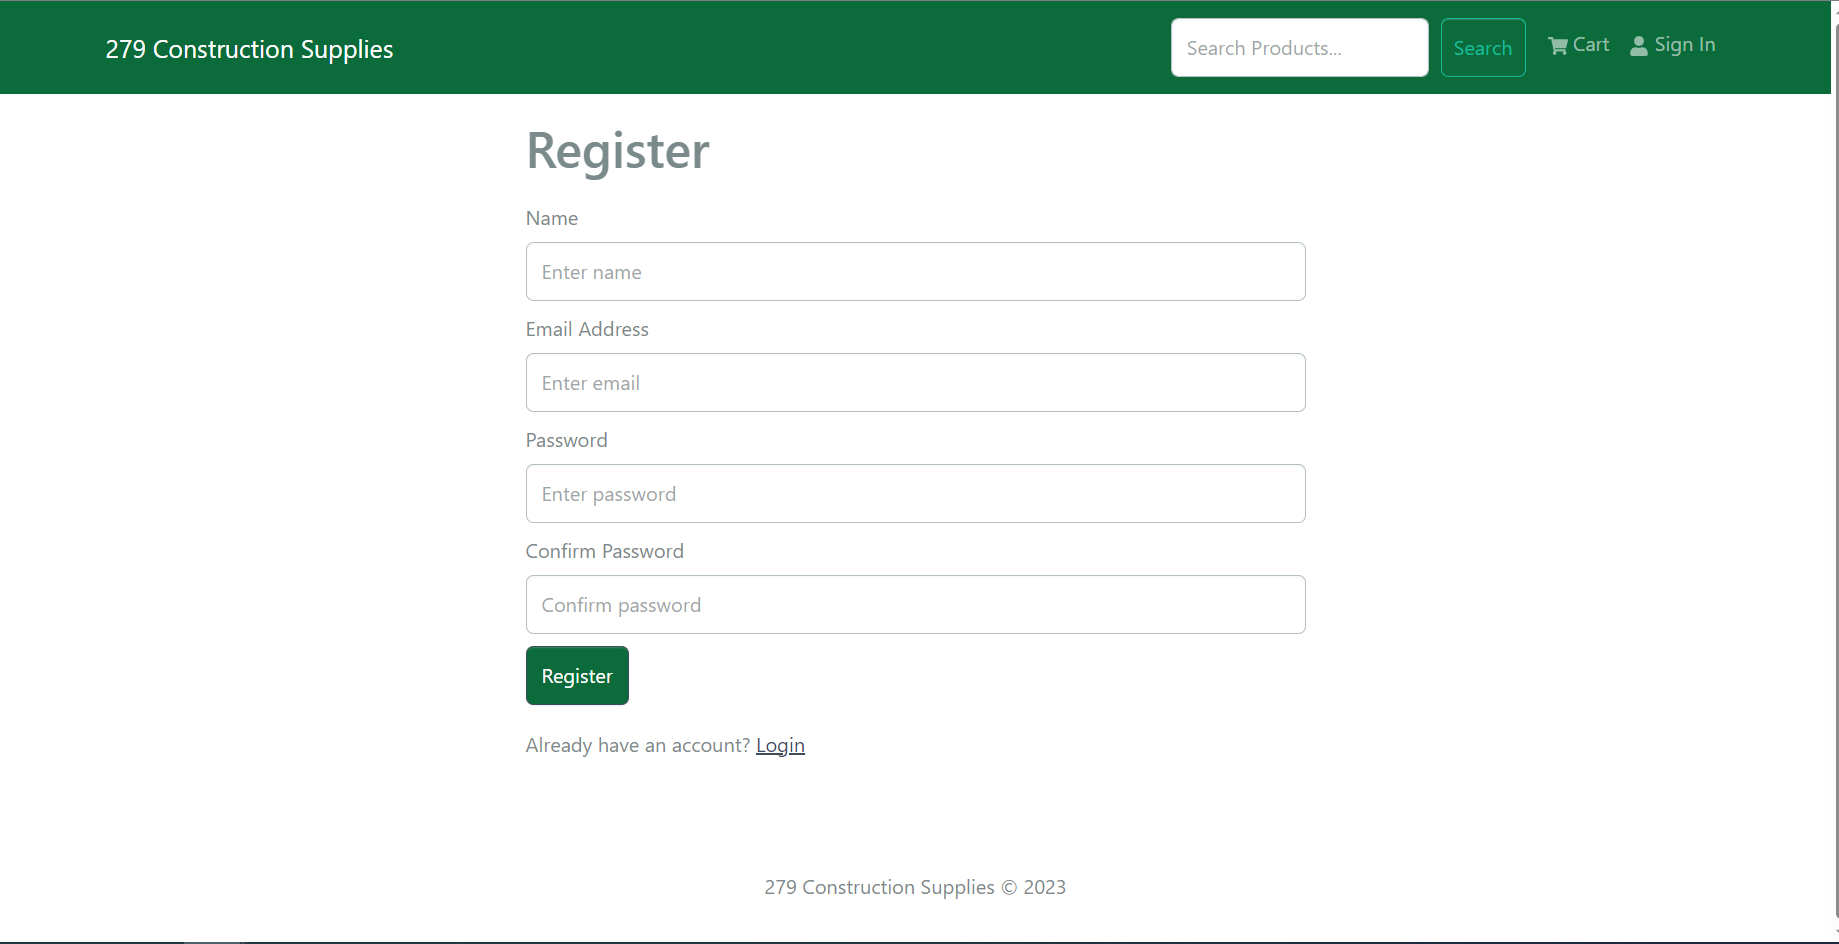 279 Construction Supplies
Search Products...
Search
Cart
Sign In
Register
Name
Enter name
Email Address
Enter email
Password
Enter password
Confirm Password
Confirm password
Register
Already have an account? Login
279 Construction Supplies © 2023